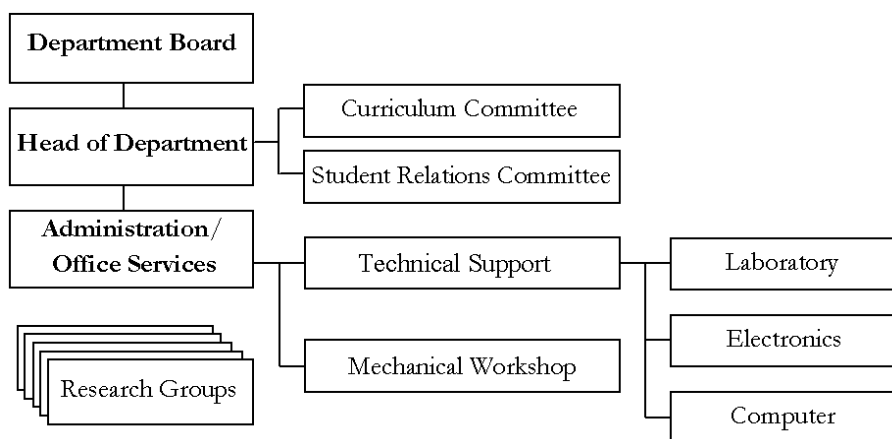 Department Board
Head of Department
Curriculum Committee
Student Relations Committee
Administration/
Office Services
Technical Support
Mechanical Workshop
Laboratory
Electronics
Computer
Research Groups